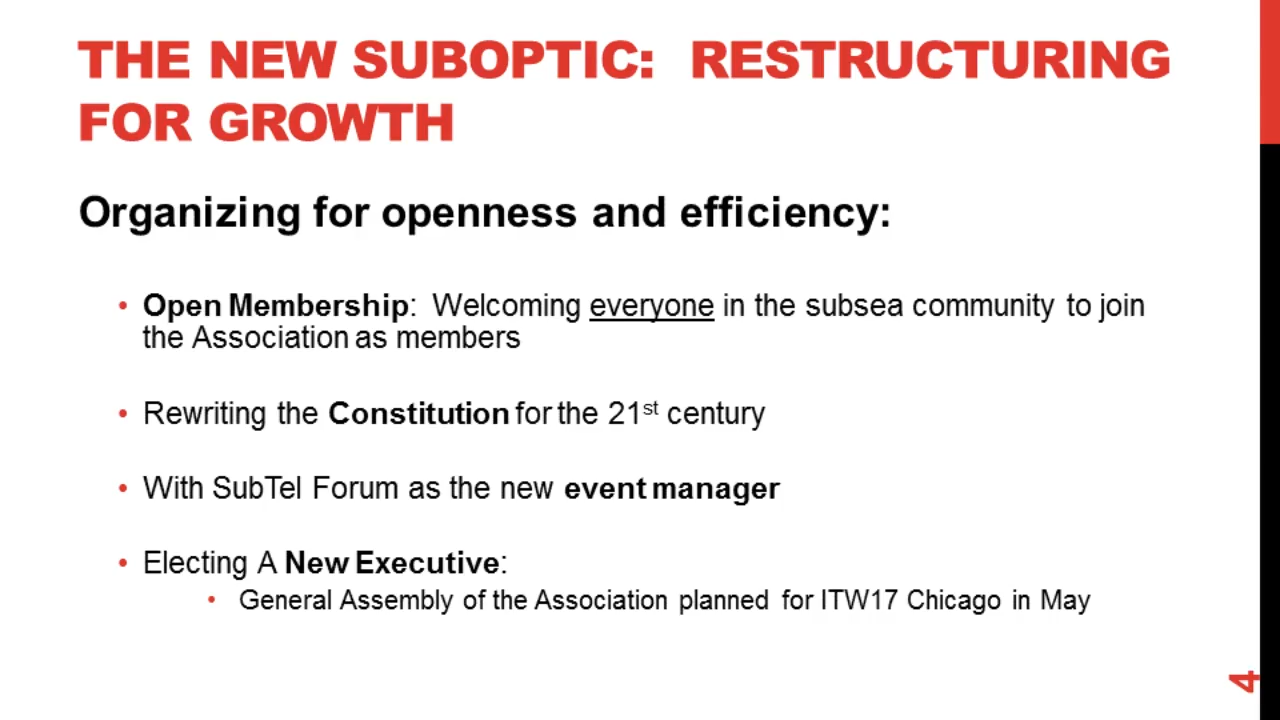 THE NEW SUBOPTIC:  RESTRUCTURING
FOR GROWTH
Organizing for openness and efficiency:
• Open Membership:  Welcoming everyone in the subsea community to join
the Association as members
• Rewriting the Constitution for the 21st century
• With SubTel Forum as the new event manager
• Electing A New Executive:
• General Assembly of the Association planned for ITW17 Chicago in May
4